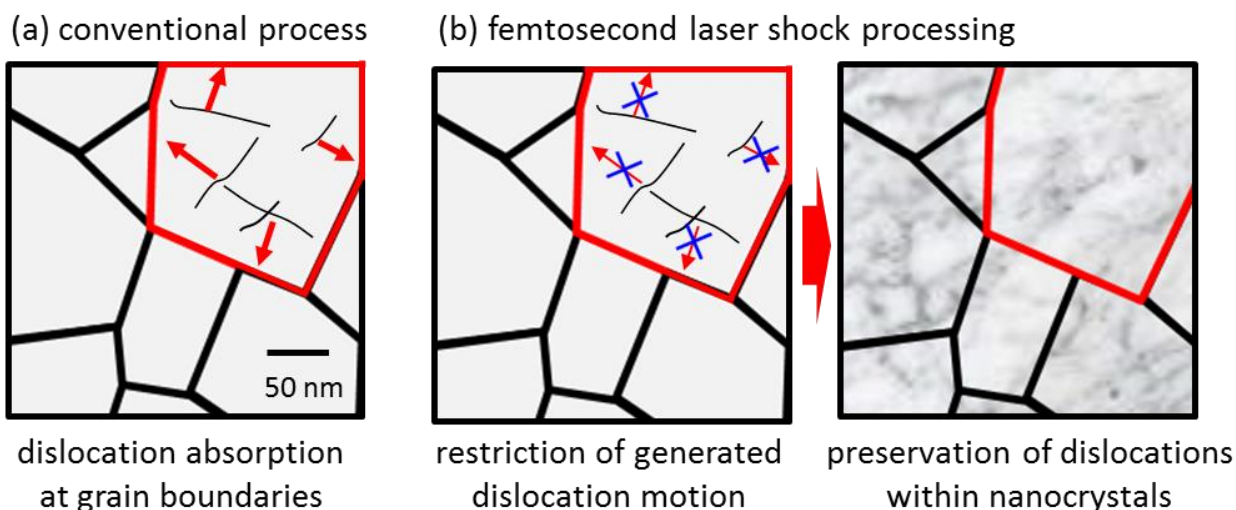 (a) conventional process
(b) femtosecond laser shock processing
50 nm
dislocation absorption
at grain boundaries
restriction of generated
dislocation motion
preservation of dislocations
within nanocrystals